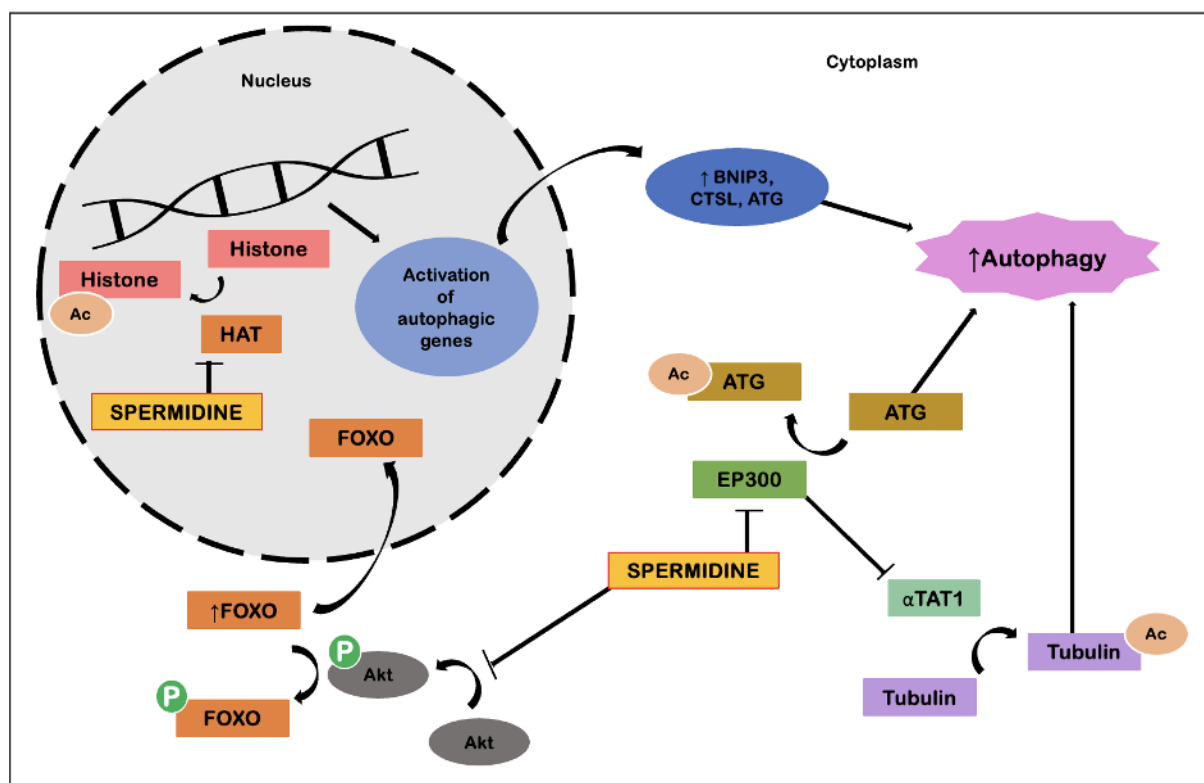 Nucleus
Cytoplasm
↑ BNIP3,
CTSL, ATG
↑Autophagy
Histone
Histone
Ac
HAT
SPERMIDINE
Activation
of
autophagic
genes
FOXO
Ac
ATG
ATG
EP300
SPERMIDINE
αTAT1
↑FOXO
P
Akt
P
FOXO
Akt
Tubulin
Ac
Tubulin